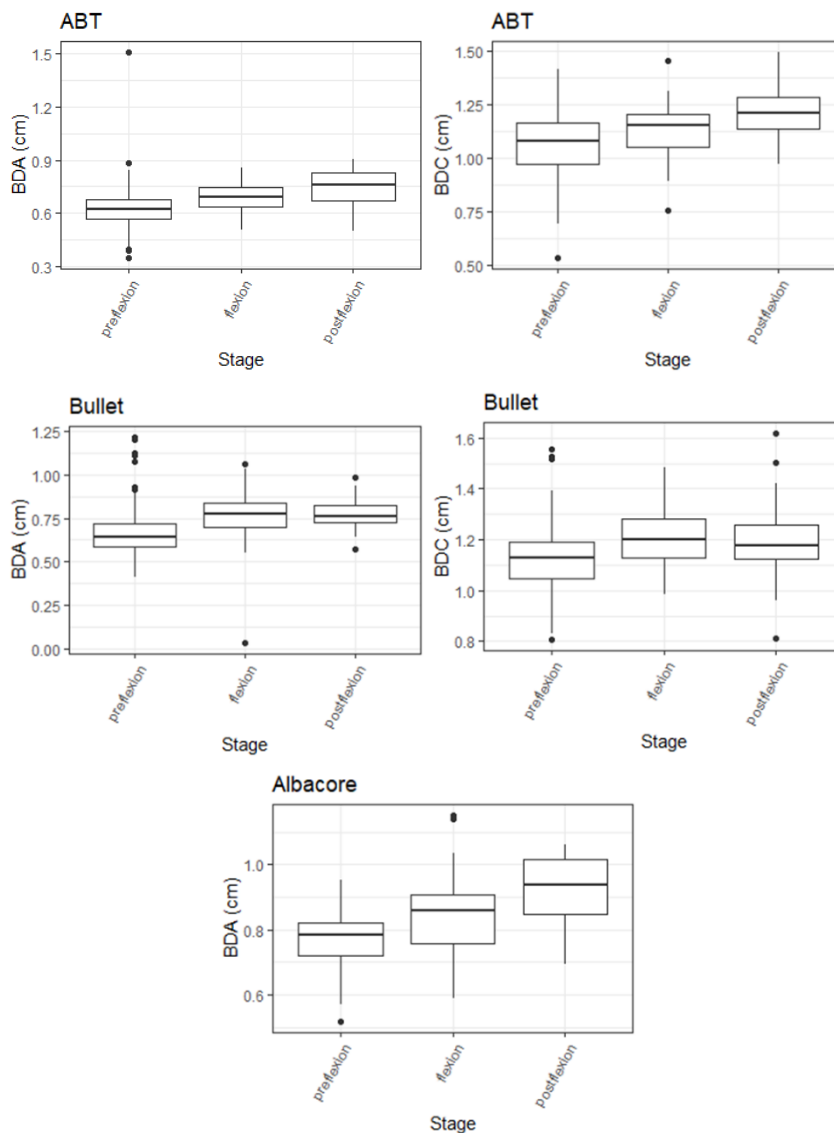 ABT
BDA (cm)
1.5
1.2
0.9
0.6
0.3
preflexion
flexion
postflexion
Stage
ABT
BDC (cm)
1.50
1.25
1.00
0.75
0.50
preflexion
flexion
postflexion
Stage
Bullet
BDA (cm)
1.25
1.00
0.75
0.50
0.25
0.00
preflexion
flexion
postflexion
Stage
Bullet
BDC (cm)
1.6
1.4
1.2
1.0
0.8
preflexion
flexion
postflexion
Stage
Albacore
BDA (cm)
1.0
0.8
0.6
preflexion
flexion
postflexion
Stage